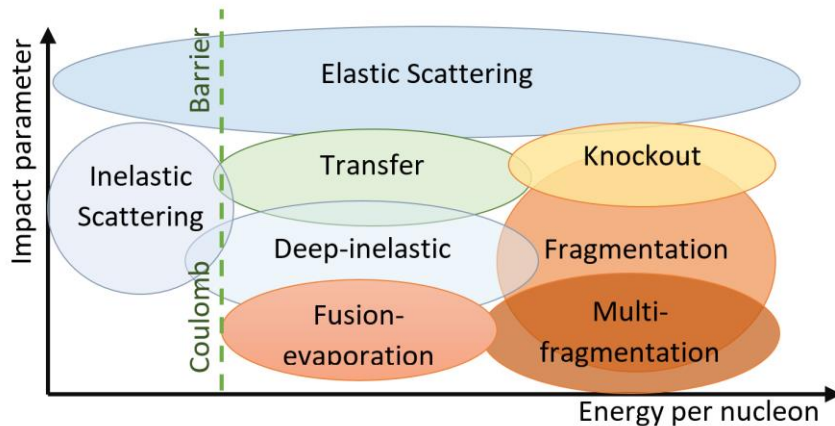 Impact parameter
Coulomb Barrier
Elastic Scattering
Inelastic
Scattering
Transfer
Knockout
Deep-inelastic
Fragmentation
Fusion-
evaporation
Multi-
fragmentation
Energy per nucleon